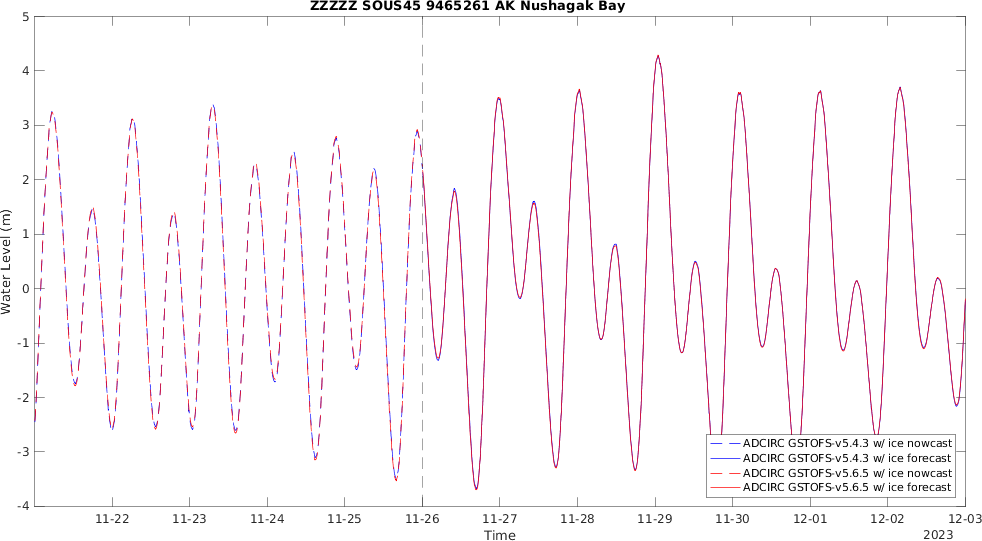 ZZZZZ SOUS45 9465261 AK Nushagak Bay
5
4
3
2
1
0
-1
-2
-3
-4
Water Level (m)
ADCIRC GSTOFS-v5.4.3 w/ ice nowcast
ADCIRC GSTOFS-v5.4.3 w/ ice forecast
ADCIRC GSTOFS-v5.6.5 w/ ice nowcast
ADCIRC GSTOFS-v5.6.5 w/ ice forecast
11-22 11-23 11-24 11-25 11-26 11-27 11-28 11-29 11-30 12-01 12-02 12-03
Time
2023